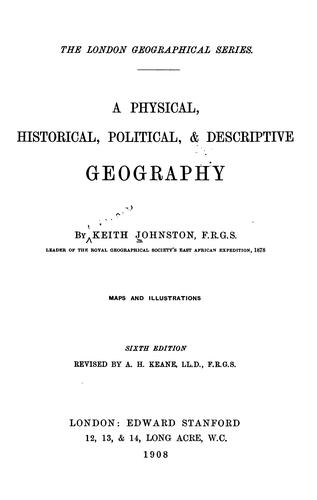 THE LONDON GEOGRAPHICAL SERIES.
A PHYSICAL,
HISTORICAL, POLITICAL, & DESCRIPTIVE
GEOGRAPHY
BY KEITH JOHNSTON, F.R.G.S.
LEADER OF THE ROYAL GEOGRAPHICAL SOCIETY'S EAST AFRICAN EXPEDITION, 1878
MAPS AND ILLUSTRATIONS
SIXTH EDITION
REVISED BY A. H. KEANE, LL.D., F.R.G.S.
LONDON: EDWARD STANFORD
12, 13, & 14, LONG ACRE, W.C.
1908